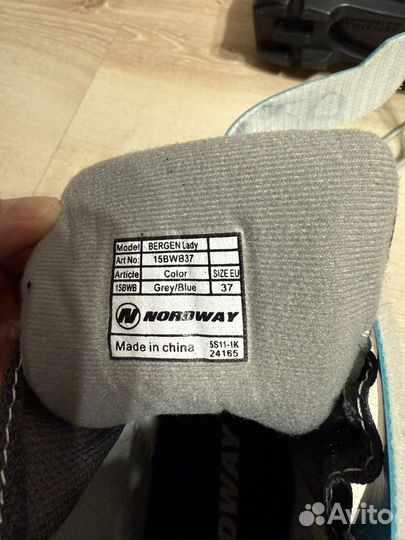 Model BERGEN Lady
Art No: 15BWB37
Article Color SIZE EU
15BWB Grey/Blue 37
N NORDWAY
Made in china 5S11-1K
24165
NORDWAY
Avito